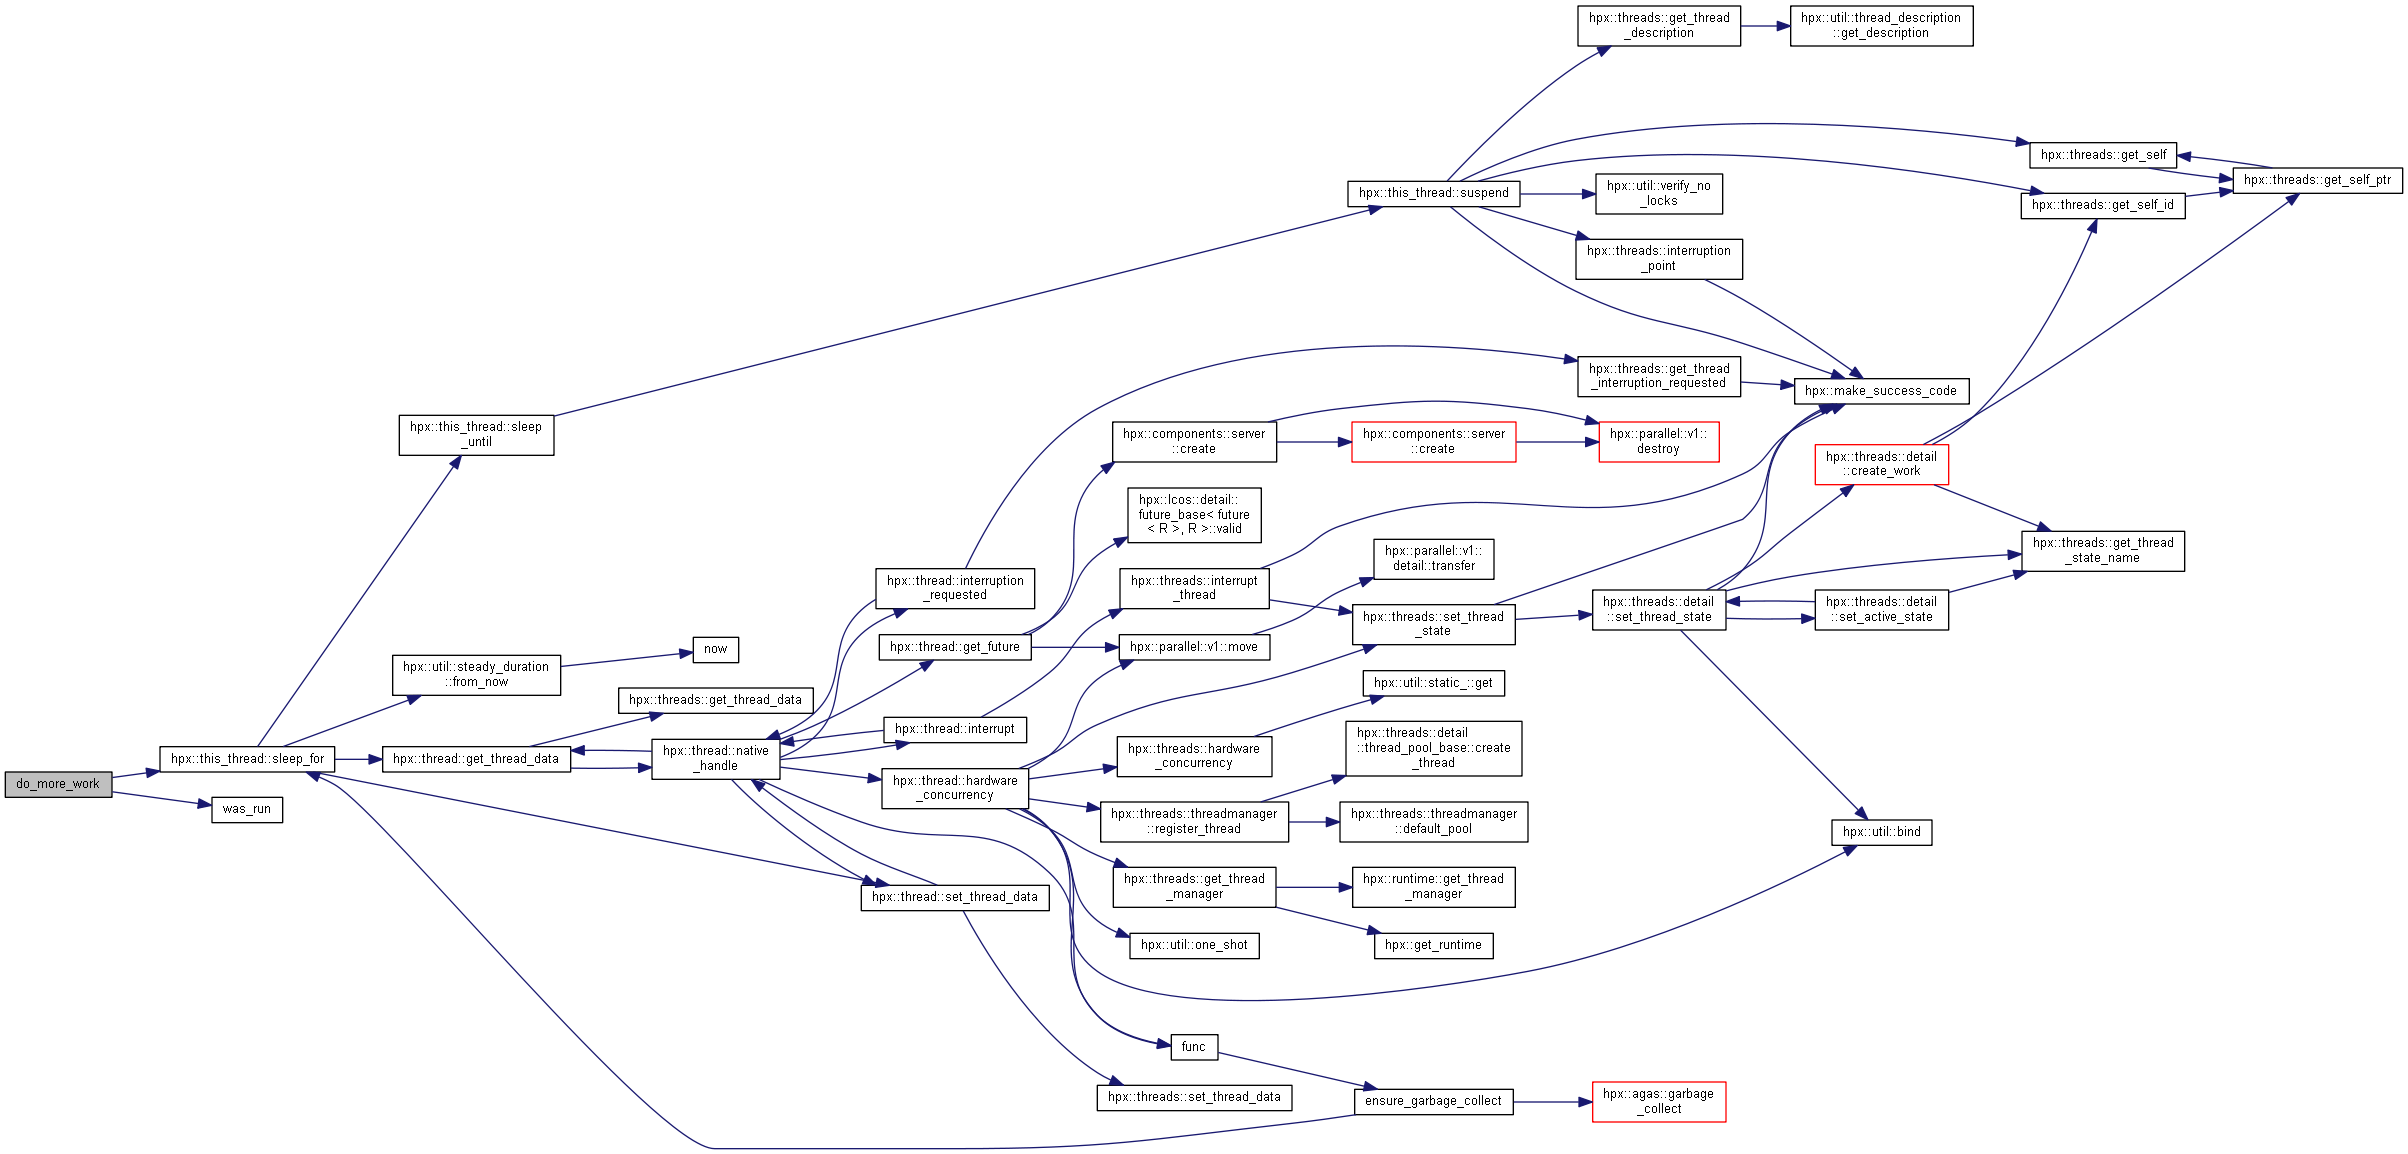 do_more_work
hpx::this_thread::sleep_for
was_run
hpx::this_thread::sleep
_until
hpx::util::steady_duration
::from_now
hpx::thread::get_thread_data
now
hpx::threads::get_thread_data
hpx::thread::native
_handle
hpx::thread::interruption
_requested
hpx::thread::get_future
hpx::thread::interrupt
hpx::thread::hardware
_concurrency
hpx::thread::set_thread_data
hpx::components::server
::create
hpx::lcos::detail::
future_base< future
< R >, R >::valid
hpx::threads::interrupt
_thread
hpx::parallel::v1::move
hpx::threads::hardware
_concurrency
hpx::threads::threadmanager
::register_thread
hpx::threads::get_thread
_manager
hpx::util::one_shot
func
hpx::threads::set_thread_data
hpx::this_thread::suspend
hpx::components::server
::create
hpx::parallel::v1::
detail::transfer
hpx::threads::set_thread
_state
hpx::util::static_::get
hpx::threads::detail
::thread_pool_base::create
_thread
hpx::threads::threadmanager
::default_pool
hpx::runtime::get_thread
_manager
hpx::get_runtime
ensure_garbage_collect
hpx::threads::get_thread
_description
hpx::util::verify_no
_locks
hpx::threads::interruption
_point
hpx::threads::get_thread
_interruption_requested
hpx::parallel::v1::
destroy
hpx::threads::detail
::set_thread_state
hpx::agas::garbage
_collect
hpx::util::thread_description
::get_description
hpx::make_success_code
hpx::threads::detail
::create_work
hpx::threads::detail
::set_active_state
hpx::util::bind
hpx::threads::get_self
hpx::threads::get_self_id
hpx::threads::get_thread
_state_name
hpx::threads::get_self_ptr